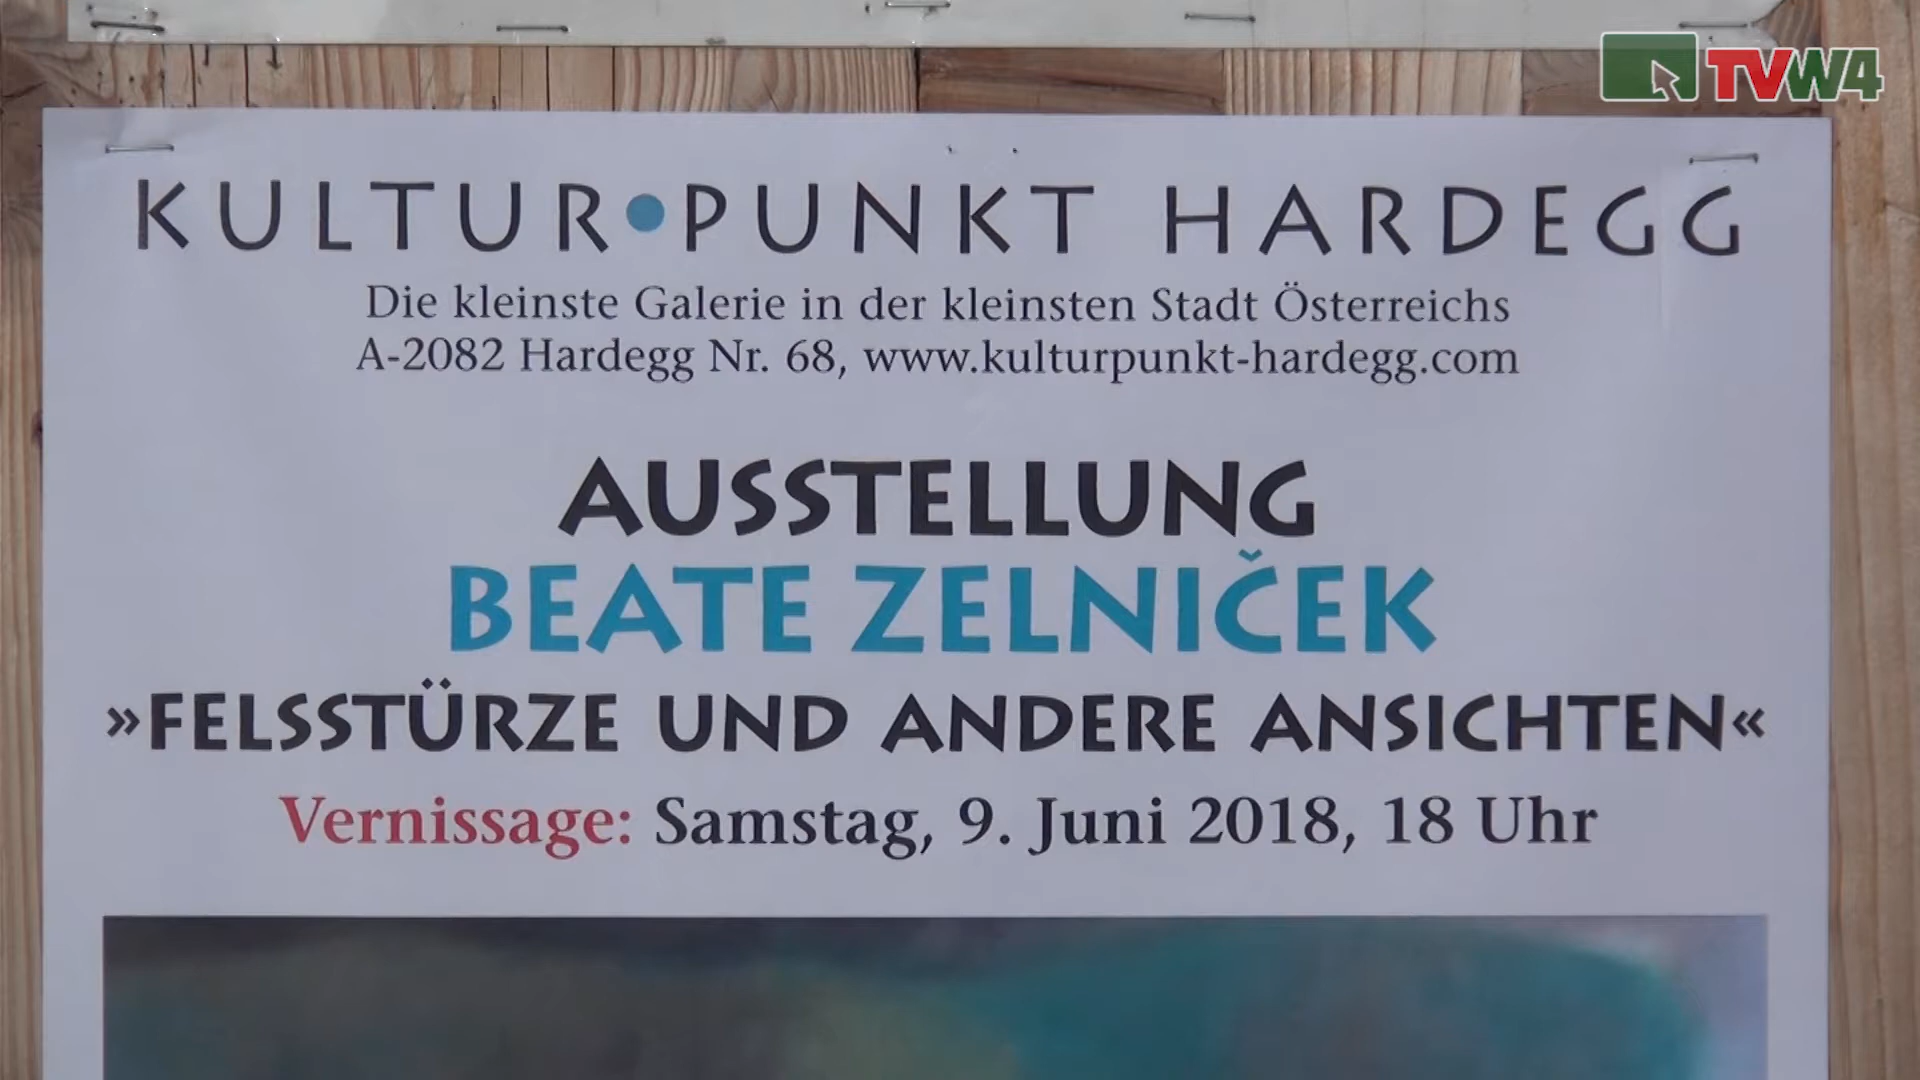 TVW4
KULTUR•PUNKT HARDEGG
Die kleinste Galerie in der kleinsten Stadt Österreichs
A-2082 Hardegg Nr. 68, www.kulturpunkt-hardegg.com
AUSSTELLUNG
BEATE ZELNIČEK
»FELSSTÜRZE UND ANDERE ANSICHTEN«
Vernissage: Samstag, 9. Juni 2018, 18 Uhr